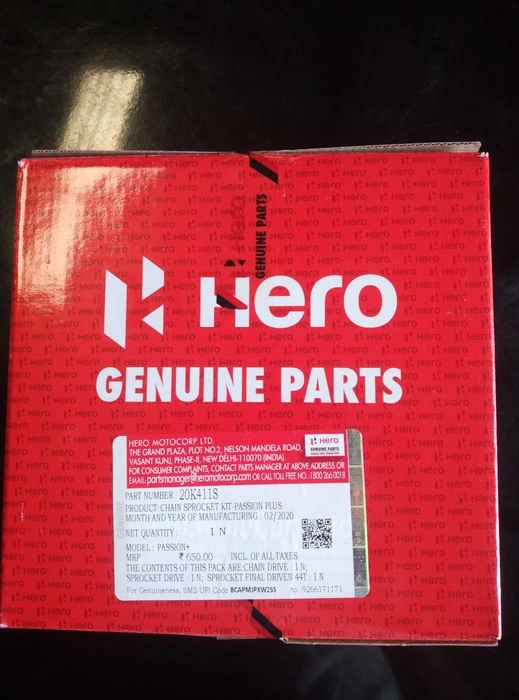 GENUINE PARTS
Hero
GENUINE PARTS
HERO MOTOCORP LTD.
THE GRAND PLAZA, PLOT NO.2, NELSON MANDELA ROAD,
VASANT KUNJ, PHASE-II, NEW DELHI-110070 (INDIA).
FOR CONSUMER COMPLAINTS, CONTACT PARTS MANAGER AT ABOVE ADDRESS OR
EMAIL:partsmanager@heromotocorp.com OR CALL TOLL FREE NO. :1800 266 0018
Hero
GENUINE PARTS
PART NUMBER : 20K411S
PRODUCT: CHAIN SPROCKET KIT-PASSION PLUS
MONTH AND YEAR OF MANUFACTURING : 02/2020
NET QUANTITY : 1 N
MODEL : PASSION+
MRP ₹ 650.00 INCL. OF ALL TAXES
THE CONTENTS OF THIS PACK ARE:CHAIN DRIVE : 1 N;
SPROCKET DRIVE : 1 N; SPROCKET FINAL DRIVEN 44T : 1 N
For Genuineness, SMS UPI Code BCAPMJPXW2SS to 9266171171
GENUINE